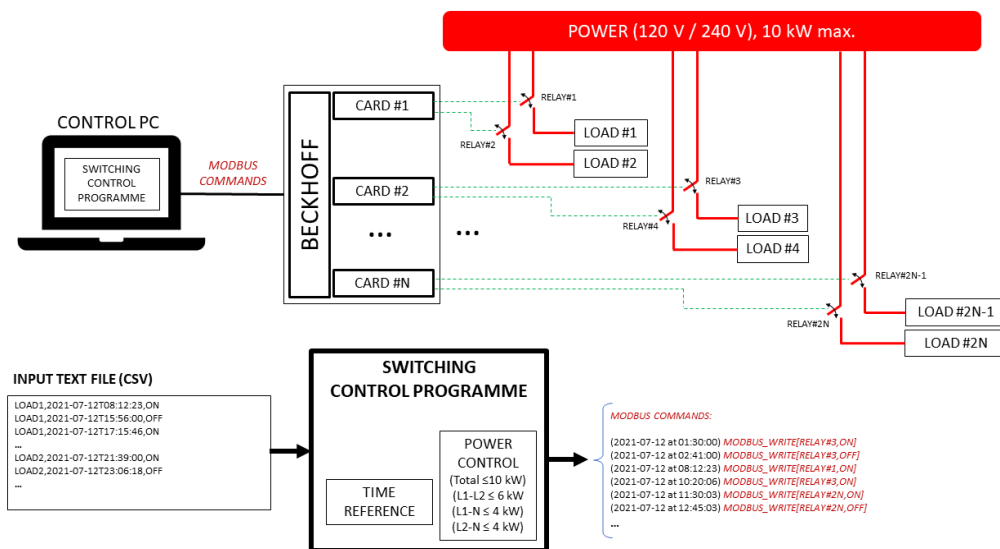 POWER (120 V / 240 V), 10 kW max.
CONTROL PC
SWITCHING
CONTROL
PROGRAMME
MODBUS
COMMANDS
BECKHOFF
CARD #1
CARD #2
... ...
CARD #N
RELAY#1
RELAY#2
LOAD #1
LOAD #2
RELAY#3
RELAY#4
LOAD #3
LOAD #4
RELAY#2N-1
RELAY#2N
LOAD #2N-1
LOAD #2N
INPUT TEXT FILE (CSV)
LOAD1,2021-07-12T08:12:23,ON
LOAD1,2021-07-12T15:56:00,OFF
LOAD1,2021-07-12T17:15:46,ON
...
LOAD2,2021-07-12T21:39:00,ON
LOAD2,2021-07-12T23:06:18,OFF
...
SWITCHING
CONTROL PROGRAMME
TIME
REFERENCE
POWER
CONTROL
(Total ≤10 kW)
(L1-L2 ≤ 6 kW
(L1-N ≤ 4 kW)
(L2-N ≤ 4 kW)
MODBUS COMMANDS:
(2021-07-12 at 01:30:00) MODBUS_WRITE[RELAY#3,ON]
(2021-07-12 at 02:41:00) MODBUS_WRITE[RELAY#3,OFF]
(2021-07-12 at 08:12:23) MODBUS_WRITE[RELAY#1,ON]
(2021-07-12 at 10:20:06) MODBUS_WRITE[RELAY#3,ON]
(2021-07-12 at 11:30:03) MODBUS_WRITE[RELAY#2N,ON]
(2021-07-12 at 12:45:03) MODBUS_WRITE[RELAY#2N,OFF]
...